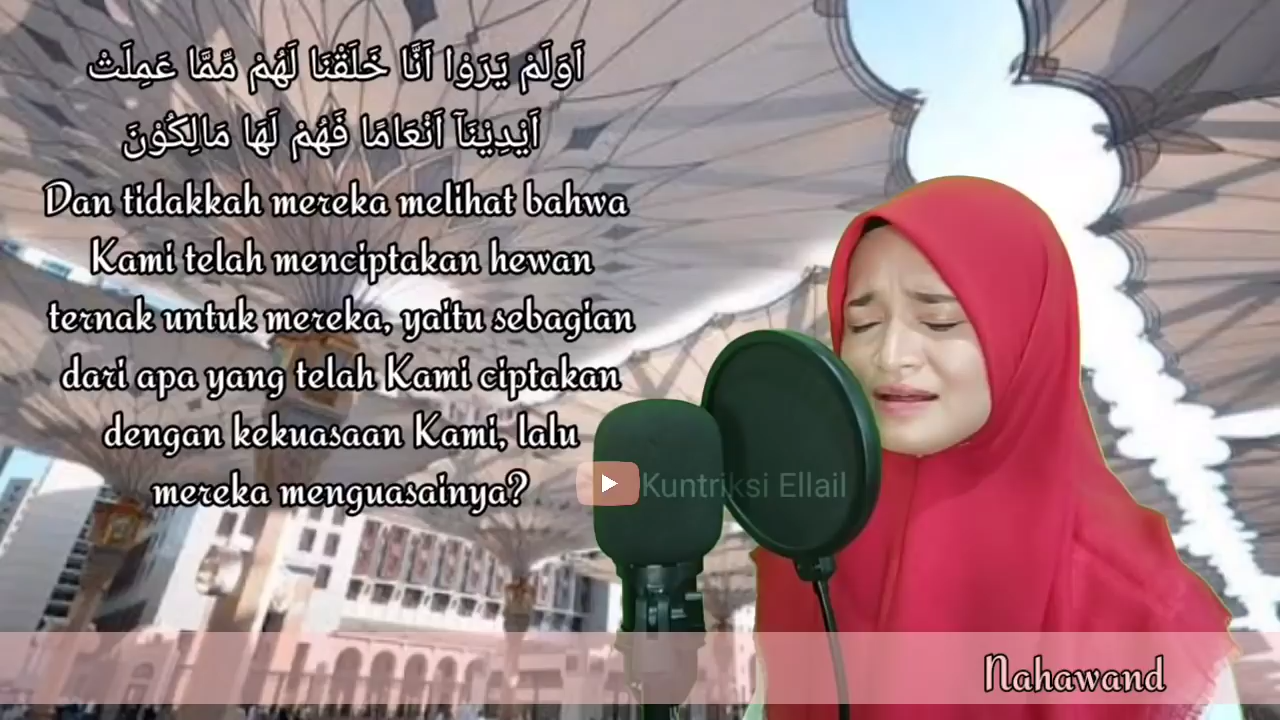 اَوَلَمْ يَرَوْا اَنَّا خَلَقْنَا لَهُمْ مِّمَّا عَمِلَتْ
اَيْدِيْنَآ اَنْعَامًا فَهُمْ لَهَا مَالِكُوْنَ
Dan tidakkah mereka melihat bahwa
Kami telah menciptakan hewan
ternak untuk mereka, yaitu sebagian
dari apa yang telah Kami ciptakan
dengan kekuasaan Kami, lalu
mereka menguasainya?
Kuntriksi Ellail
Nahawand